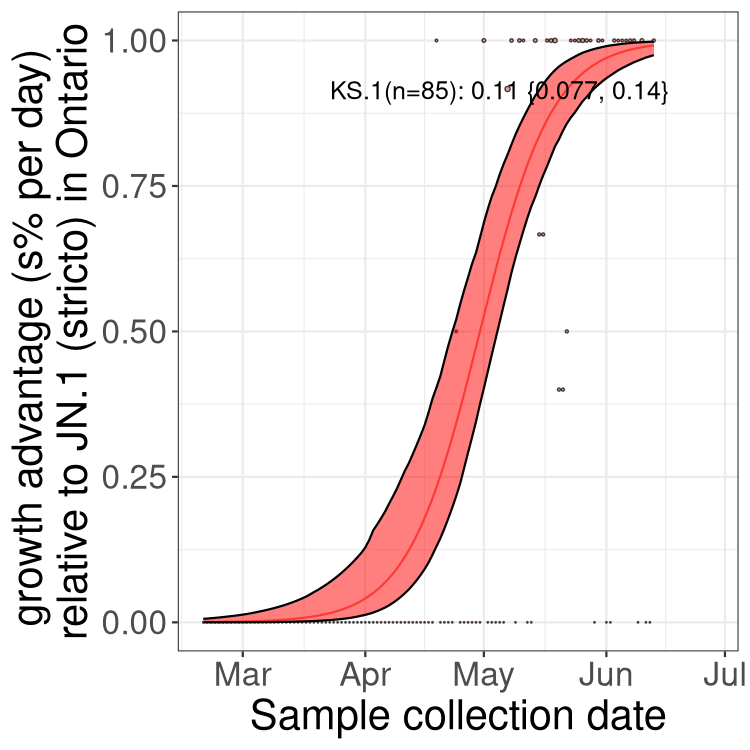 growth advantage (s% per day)
relative to JN.1 (stricto) in Ontario
1.00
0.75
0.50
0.25
0.00
KS.1(n=85): 0.11 {0.077, 0.14}
Mar Apr May Jun Jul
Sample collection date